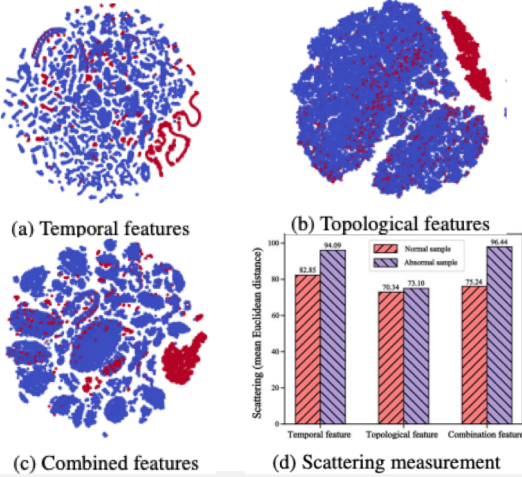 (a) Temporal features
(b) Topological features
(c) Combined features
Scattering (mean Euclidean distance)
100
80
60
40
20
0
Normal sample
Abnormal sample
82.85
94.09
70.34
73.10
75.24
96.44
Temporal feature
Topological feature
Combination feature
(d) Scattering measurement